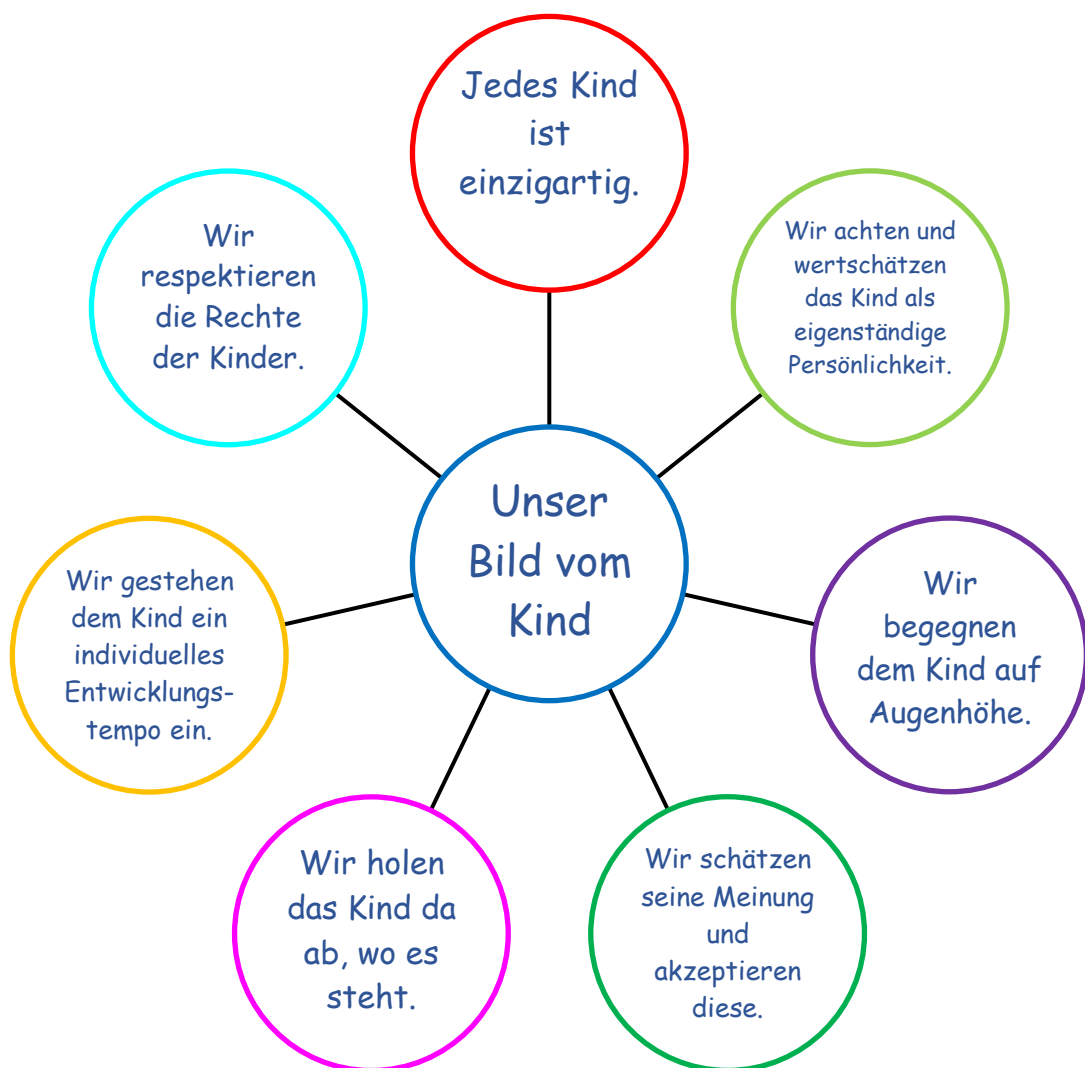 Jedes Kind
ist
einzigartig.
Wir achten und
wertschätzen
das Kind als
eigenständige
Persönlichkeit.
Wir
begegnen
dem Kind auf
Augenhöhe.
Wir schätzen
seine Meinung
und
akzeptieren
diese.
Wir holen
das Kind da
ab, wo es
steht.
Wir gestehen
dem Kind ein
individuelles
Entwicklungs-
tempo ein.
Wir
respektieren
die Rechte
der Kinder.
Unser
Bild vom
Kind